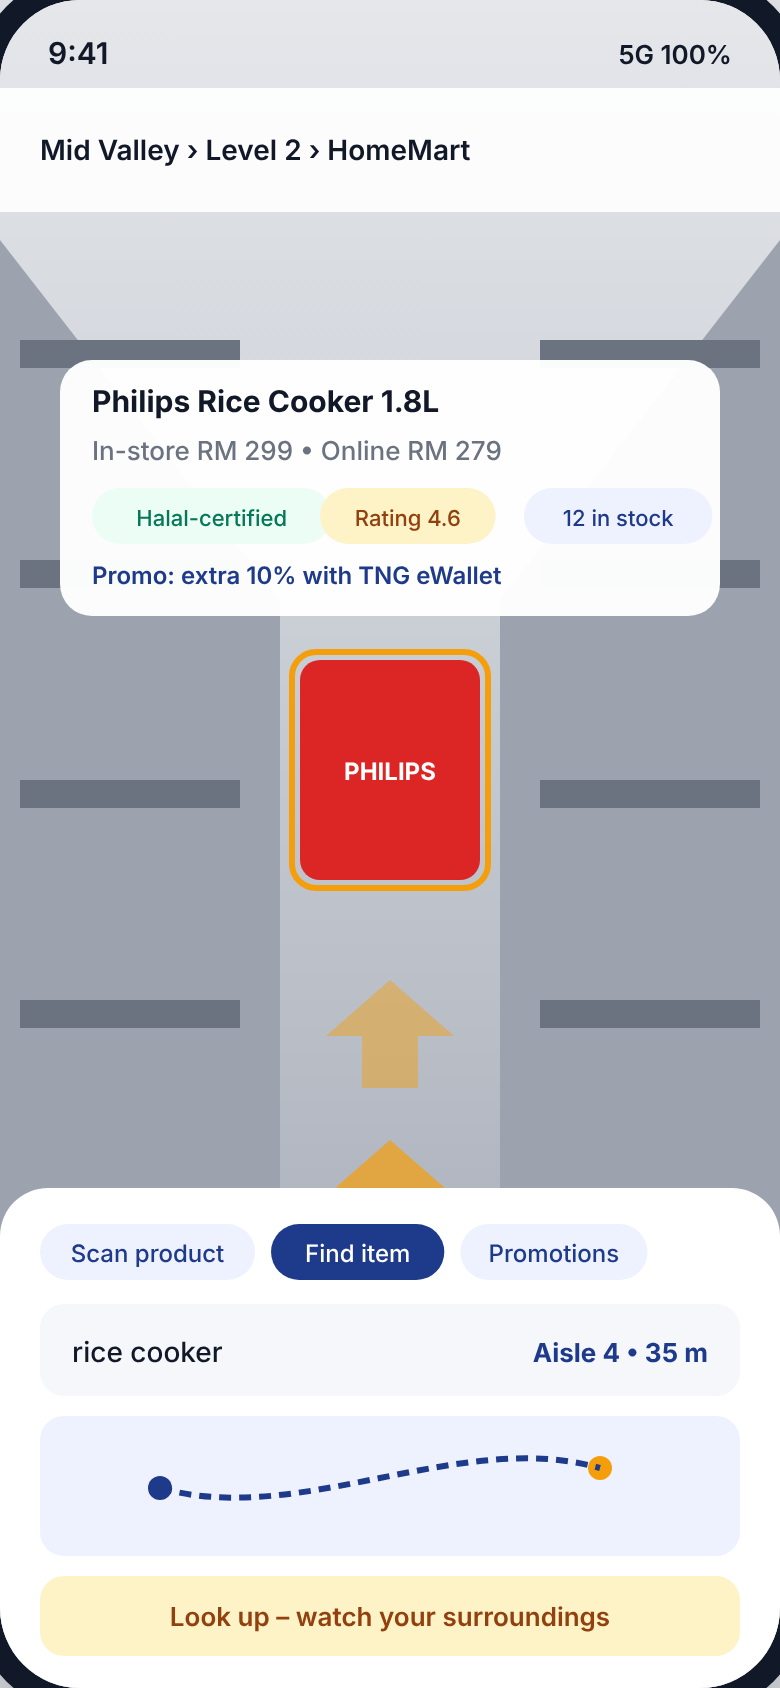 9:41 5G 100%
Mid Valley › Level 2 › HomeMart
Philips Rice Cooker 1.8L
In-store RM 299 • Online RM 279
Halal-certified Rating 4.6 12 in stock
Promo: extra 10% with TNG eWallet
PHILIPS
Scan product Find item Promotions
rice cooker Aisle 4 • 35 m
Look up – watch your surroundings